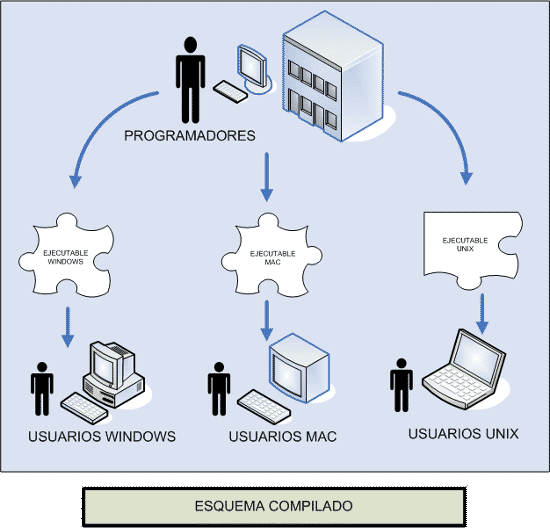 PROGRAMADORES
EJECUTABLE
WINDOWS
EJECUTABLE
MAC
EJECUTABLE
UNIX
USUARIOS WINDOWS
USUARIOS MAC
USUARIOS UNIX
ESQUEMA COMPILADO